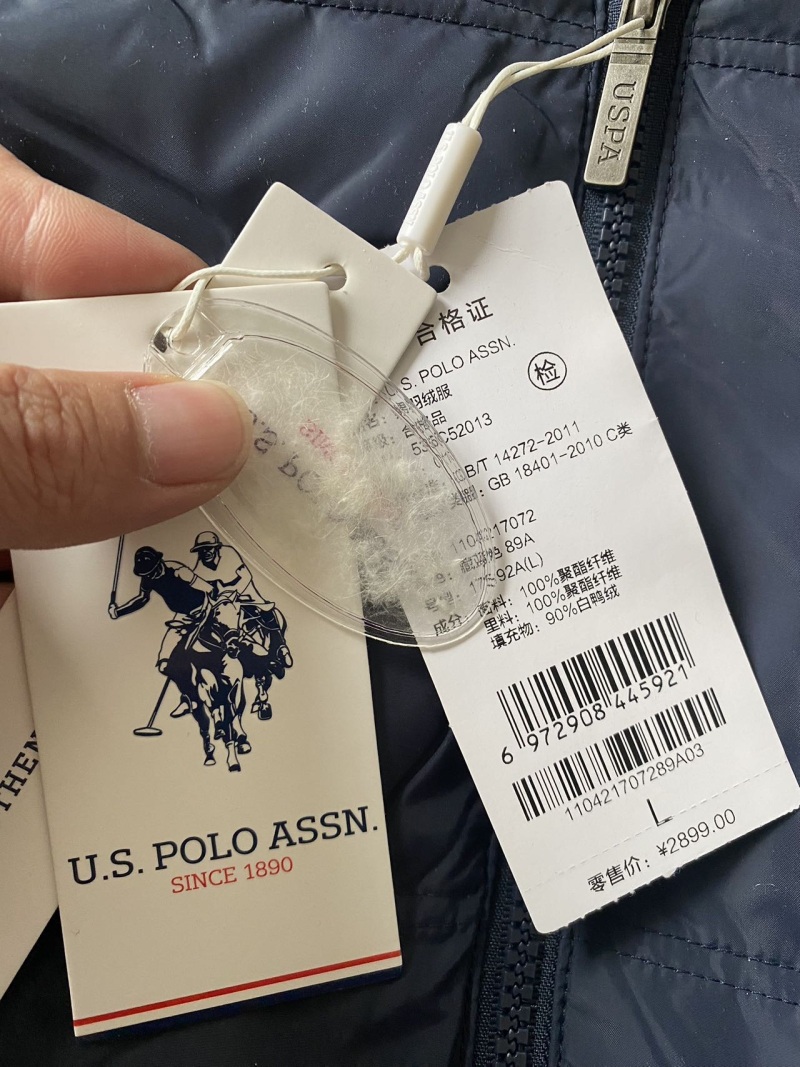 USPA
THEN
U.S. POLO ASSN.
SINCE 1890
合格证
S. POLO ASSN.
检
羽绒服
合格品
C52013
GB/T 14272-2011
GB 18401-2010 C类
17072
89A
92A(L)
成分: 面料: 100%聚酯纤维
里料: 100%聚酯纤维
填充物: 90%白鸭绒
6 972908 445921
110421707289A03
L
零售价: ¥2899.00